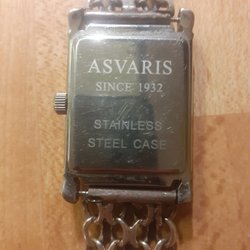 ASVARIS
SINCE 1932
STAINLESS
STEEL CASE